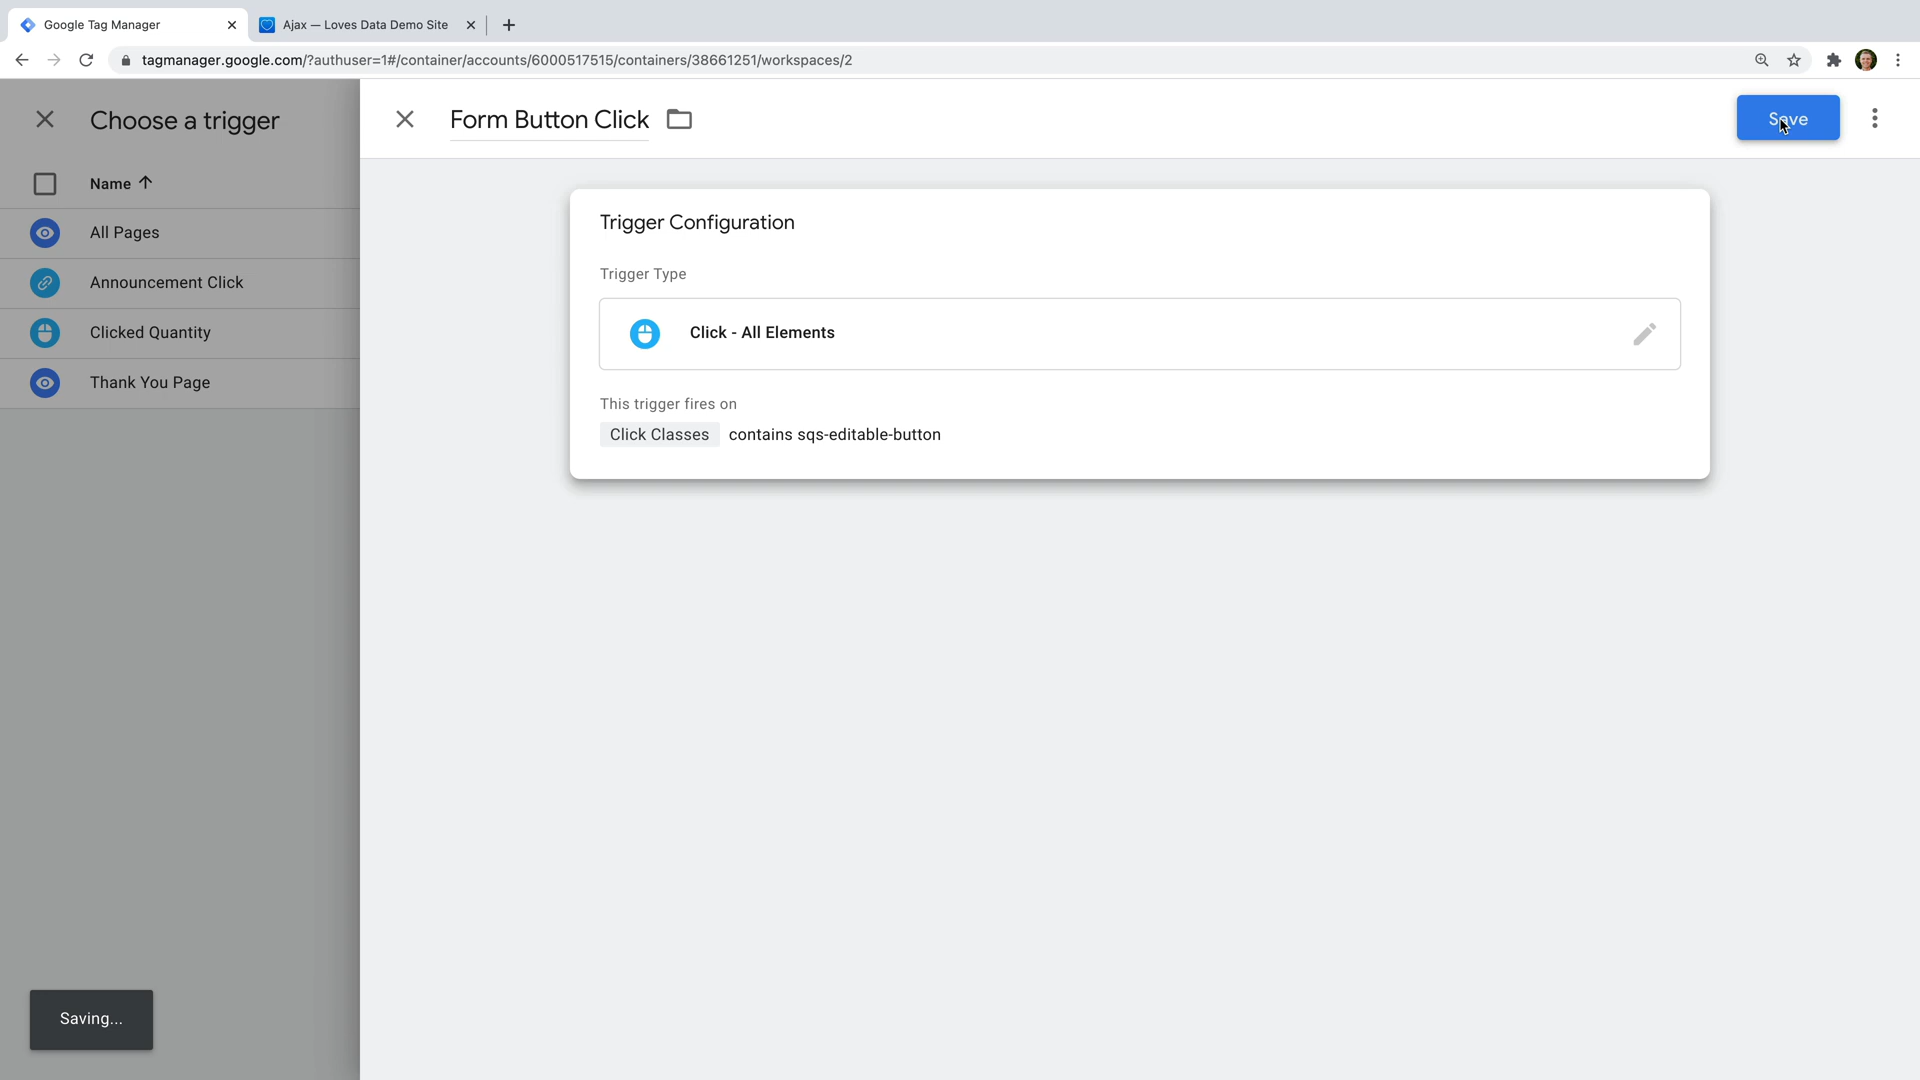 Google Tag Manager
Ajax — Loves Data Demo Site
tagmanager.google.com/?authuser=1#/container/accounts/6000517515/containers/38661251/workspaces/2
Choose a trigger
Form Button Click
Save
Name
All Pages
Announcement Click
Clicked Quantity
Thank You Page
Trigger Configuration
Trigger Type
Click - All Elements
This trigger fires on
Click Classes contains sqs-editable-button
Saving...